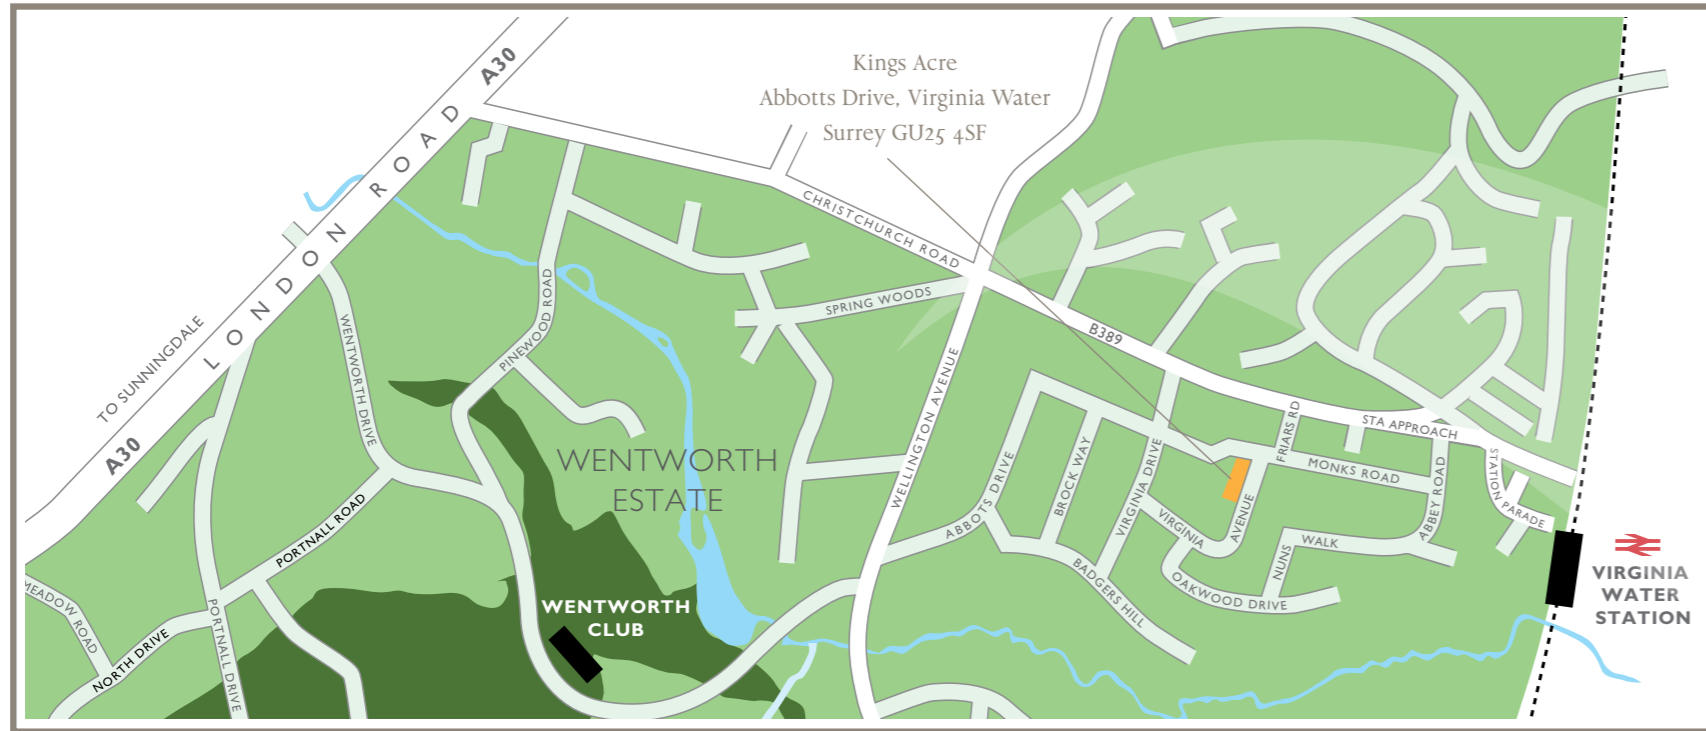 A30
LONDON ROAD
Kings Acre
Abbotts Drive, Virginia Water
Surrey GU25 4SF
CHRISTCHURCH ROAD
SPRING WOODS
B389
TO SUNNINGDALE
A30
WENTWORTH DRIVE
PINEWOOD ROAD
WENTWORTH
ESTATE
WELLINGTON AVENUE
ABBOTS DRIVE
BROCK WAY
VIRGINIA DRIVE
FRIARS RD
STA APPROACH
MONKS ROAD
ABBEY ROAD
STATION PARADE
VIRGINIA AVENUE
NUNS WALK
OAKWOOD DRIVE
BADGERS HILL
PORTNALL ROAD
PORTNALL DRIVE
MEADOW ROAD
NORTH DRIVE
WENTWORTH
CLUB
VIRGINIA
WATER
STATION